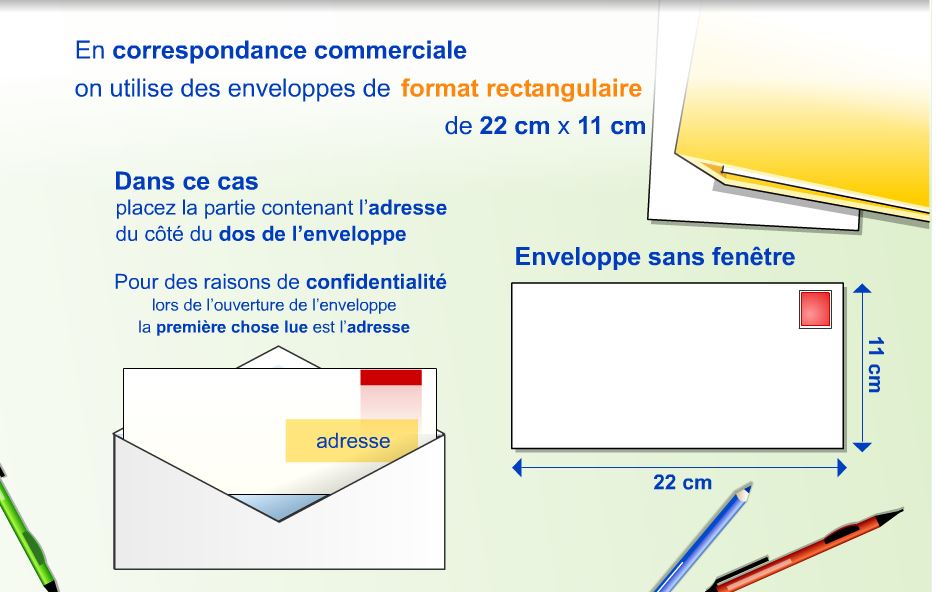 En correspondance commerciale
on utilise des enveloppes de format rectangulaire
de 22 cm x 11 cm
Dans ce cas
placez la partie contenant l'adresse
du côté du dos de l'enveloppe
Pour des raisons de confidentialité
lors de l'ouverture de l'enveloppe
la première chose lue est l'adresse
adresse
Enveloppe sans fenêtre
11 cm
22 cm